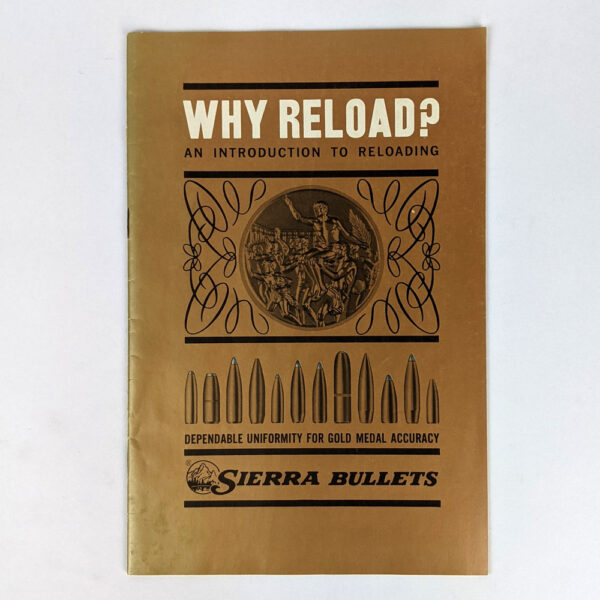 WHY RELOAD?
AN INTRODUCTION TO RELOADING
DEPENDABLE UNIFORMITY FOR GOLD MEDAL ACCURACY
® SIERRA BULLETS